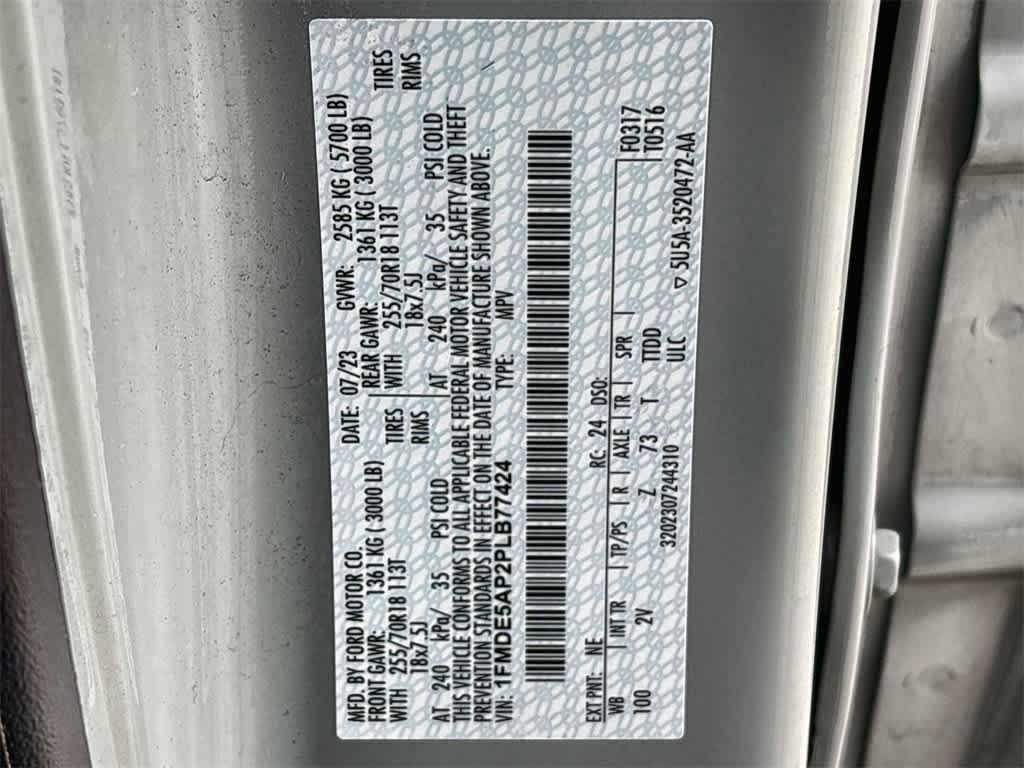 MFD. BY FORD MOTOR CO. DATE: 07/23 GVWR: 2585 KG ( 5700 LB)
FRONT GAWR: 1361 KG ( 3000 LB) REAR GAWR: 1361 KG ( 3000 LB)
WITH 255/70R18 113T TIRES WITH 255/70R18 113T TIRES
18x7.5J RIMS 18x7.5J RIMS
AT 240 kPa/ 35 PSI COLD AT 240 kPa/ 35 PSI COLD
THIS VEHICLE CONFORMS TO ALL APPLICABLE FEDERAL MOTOR VEHICLE SAFETY AND THEFT
PREVENTION STANDARDS IN EFFECT ON THE DATE OF MANUFACTURE SHOWN ABOVE.
VIN: 1FMDE5AP2PLB77424 TYPE: MPV
EXT PNT: NE RC: 24 DSO: F0317
WB INT TR TP/PS R AXLE TR SPR T0516
100 2V Z 73 T TTDD
3202307244310 ULC ▽ 5U5A-3520472-AA